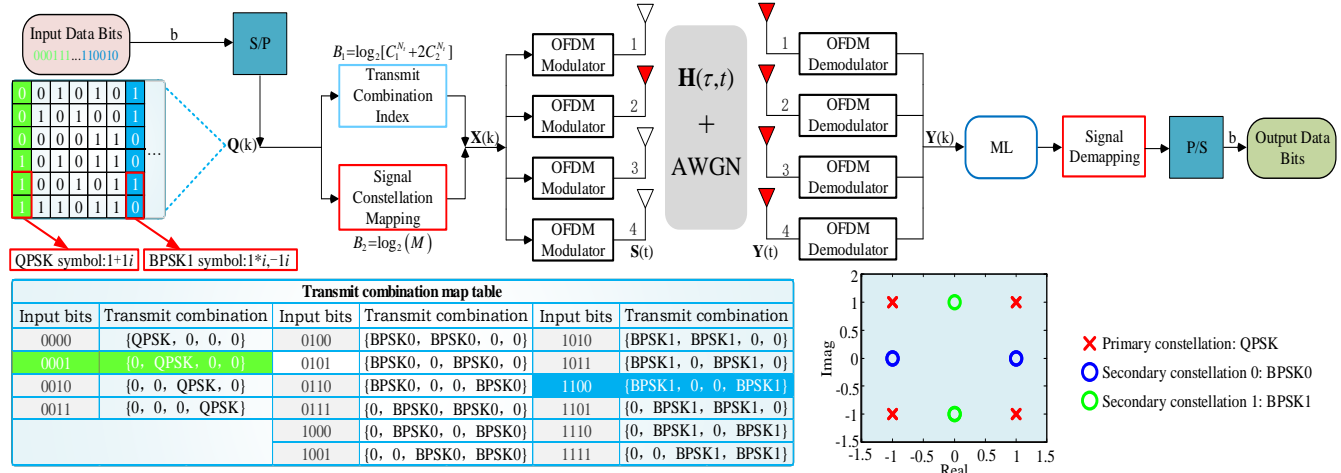 Input Data Bits
000111...110010
b
S/P
B₁=log₂[C₁^{Nₜ}+2C₂^{Nₜ}]
Transmit
Combination
Index
Q(k)
Signal
Constellation
Mapping
B₂=log₂(M)
X(k)
OFDM
Modulator
1
OFDM
Modulator
2
OFDM
Modulator
3
OFDM
Modulator
4
S(t)
H(τ,t)
+
AWGN
1
OFDM
Demodulator
2
OFDM
Demodulator
3
OFDM
Demodulator
4
OFDM
Demodulator
Y(t)
Y(k)
ML
Signal
Demapping
P/S
b
Output Data
Bits
0 0 1 0 1 0 1
0 1 0 1 0 0 1
0 0 0 0 1 1 0
1 0 1 0 1 1 0
...
1 0 0 1 0 1 1
1 1 1 0 1 1 0
QPSK symbol:1+1i
BPSK1 symbol:1*i,−1i
Transmit combination map table
Input bits Transmit combination Input bits Transmit combination Input bits Transmit combination
0000 {QPSK, 0, 0, 0} 0100 {BPSK0, BPSK0, 0, 0} 1010 {BPSK1, BPSK1, 0, 0}
0001 {0, QPSK, 0, 0} 0101 {BPSK0, 0, BPSK0, 0} 1011 {BPSK1, 0, BPSK1, 0}
0010 {0, 0, QPSK, 0} 0110 {BPSK0, 0, 0, BPSK0} 1100 {BPSK1, 0, 0, BPSK1}
0011 {0, 0, 0, QPSK} 0111 {0, BPSK0, BPSK0, 0} 1101 {0, BPSK1, BPSK1, 0}
1000 {0, BPSK0, 0, BPSK0} 1110 {0, BPSK1, 0, BPSK1}
1001 {0, 0, BPSK0, BPSK0} 1111 {0, 0, BPSK1, BPSK1}
2
1.5
1
0.5
0
-0.5
-1
-1.5
Imag
-1.5 -1 -0.5 0 0.5 1 1.5
Real
Primary constellation: QPSK
Secondary constellation 0: BPSK0
Secondary constellation 1: BPSK1